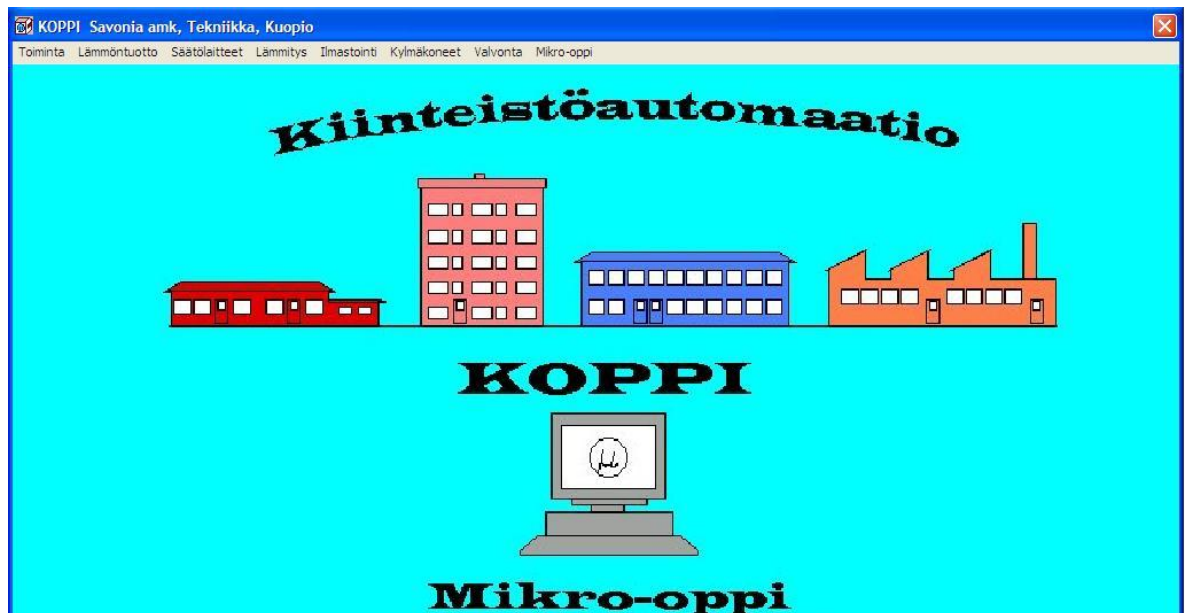 KOPPI Savonia amk, Tekniikka, Kuopio
Toiminta Lämmöntuotto Säätölaitteet Lämmitys Ilmastointi Kylmäkoneet Valvonta Mikro-oppi
Kiinteistöautomaatio
KOPPI
µ
Mikro-oppi